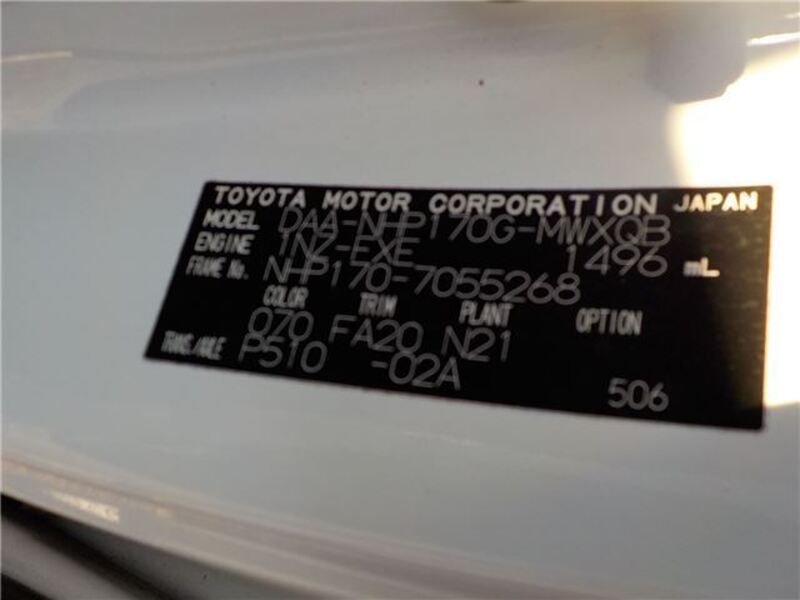 TOYOTA MOTOR CORPORATION JAPAN
MODEL DAA-NHP170G-MWXQB
ENGINE 1NZ-FXE 1496 mL
FRAME No. NHP170-7055268
COLOR TRIM PLANT OPTION
070 FA20 N21
TRANS/AXLE P510 -02A
506